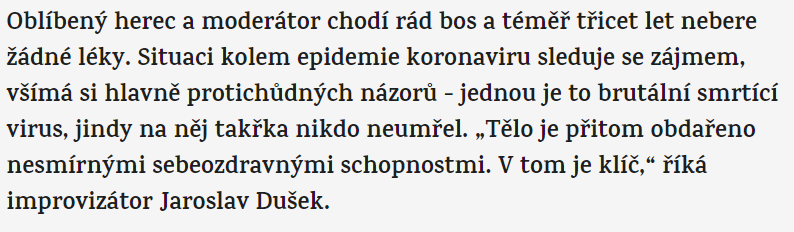 Oblíbený herec a moderátor chodí rád bos a téměř třicet let nebere
žádné léky. Situaci kolem epidemie koronaviru sleduje se zájmem,
všímá si hlavně protichůdných názorů - jednou je to brutální smrtící
virus, jindy na něj takřka nikdo neumřel. „Tělo je přitom obdařeno
nesmírnými sebeozdravnými schopnostmi. V tom je klíč,“ říká
improvizátor Jaroslav Dušek.